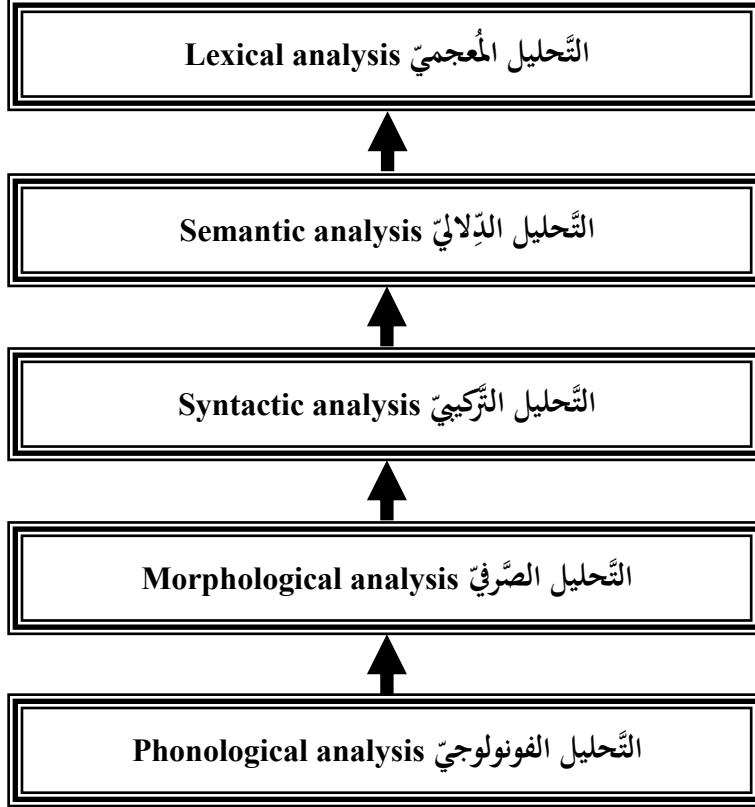 التَّحليل المُعجميّ Lexical analysis
التَّحليل الدِّلاليّ Semantic analysis
التَّحليل التَّركيبيّ Syntactic analysis
التَّحليل الصَّرفيّ Morphological analysis
التَّحليل الفونولوجيّ Phonological analysis